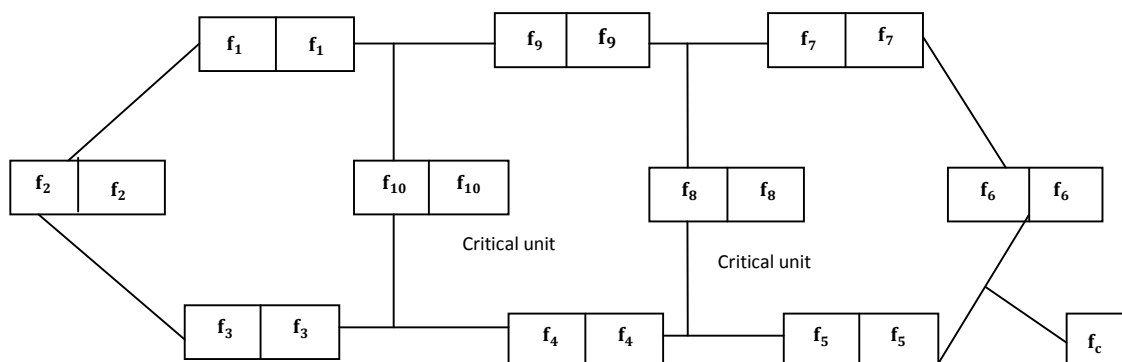 f₁ f₁ f₉ f₉ f₇ f₇
f₂ f₂ f₁₀ f₁₀ f₈ f₈ f₆ f₆
Critical unit
Critical unit
f₃ f₃ f₄ f₄ f₅ f₅ f_c